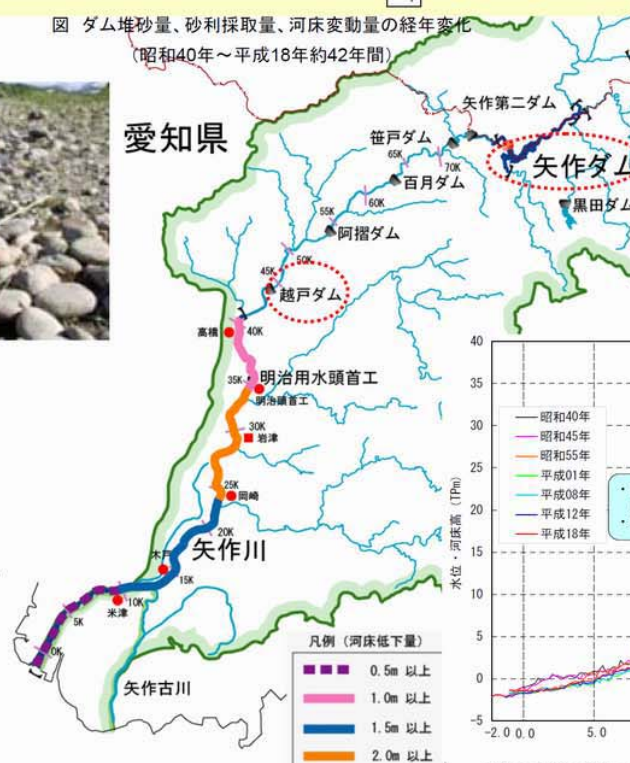 図 ダム堆砂量、砂利採取量、河床変動量の経年変化
(昭和40年～平成18年約42年間)
愛知県
矢作第二ダム
笹戸ダム
65K
70K
矢作ダム
百月ダム
60K
黒田ダム
55K
阿摺ダム
50K
45K
越戸ダム
高橋
40K
35K
明治用水頭首工
明治頭首工
30K
岩津
25K
岡崎
20K
矢作川
木戸
15K
10K
米津
5K
0K
矢作古川
凡例 (河床低下量)
0.5m 以上
1.0m 以上
1.5m 以上
2.0m 以上
水位・河床高 (TPm)
40
35
30
25
20
15
10
5
0
-5
-2.0 0.0 5.0
昭和40年
昭和45年
昭和55年
平成01年
平成08年
平成12年
平成18年